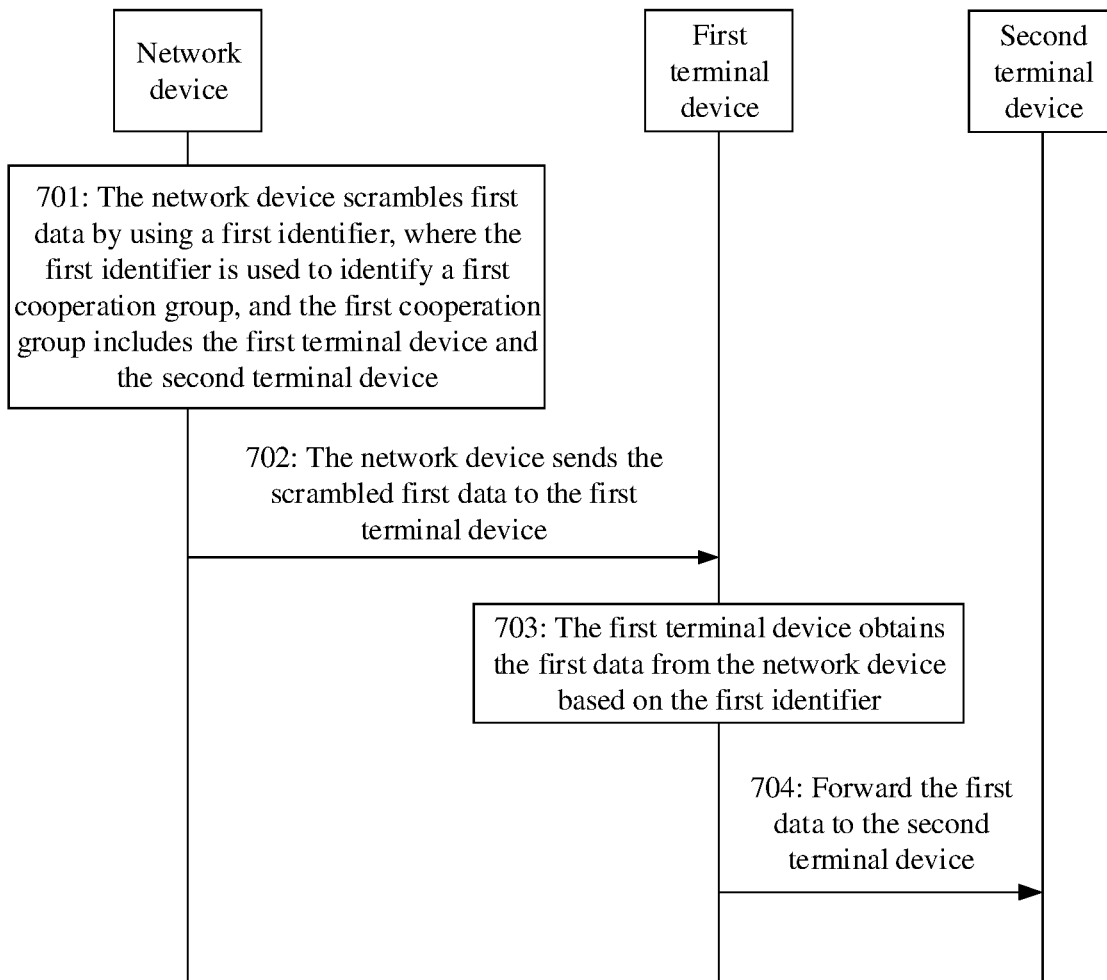 Network
device
First
terminal
device
Second
terminal
device
701: The network device scrambles first
data by using a first identifier, where the
first identifier is used to identify a first
cooperation group, and the first cooperation
group includes the first terminal device and
the second terminal device
702: The network device sends the
scrambled first data to the first
terminal device
703: The first terminal device obtains
the first data from the network device
based on the first identifier
704: Forward the first
data to the second
terminal device